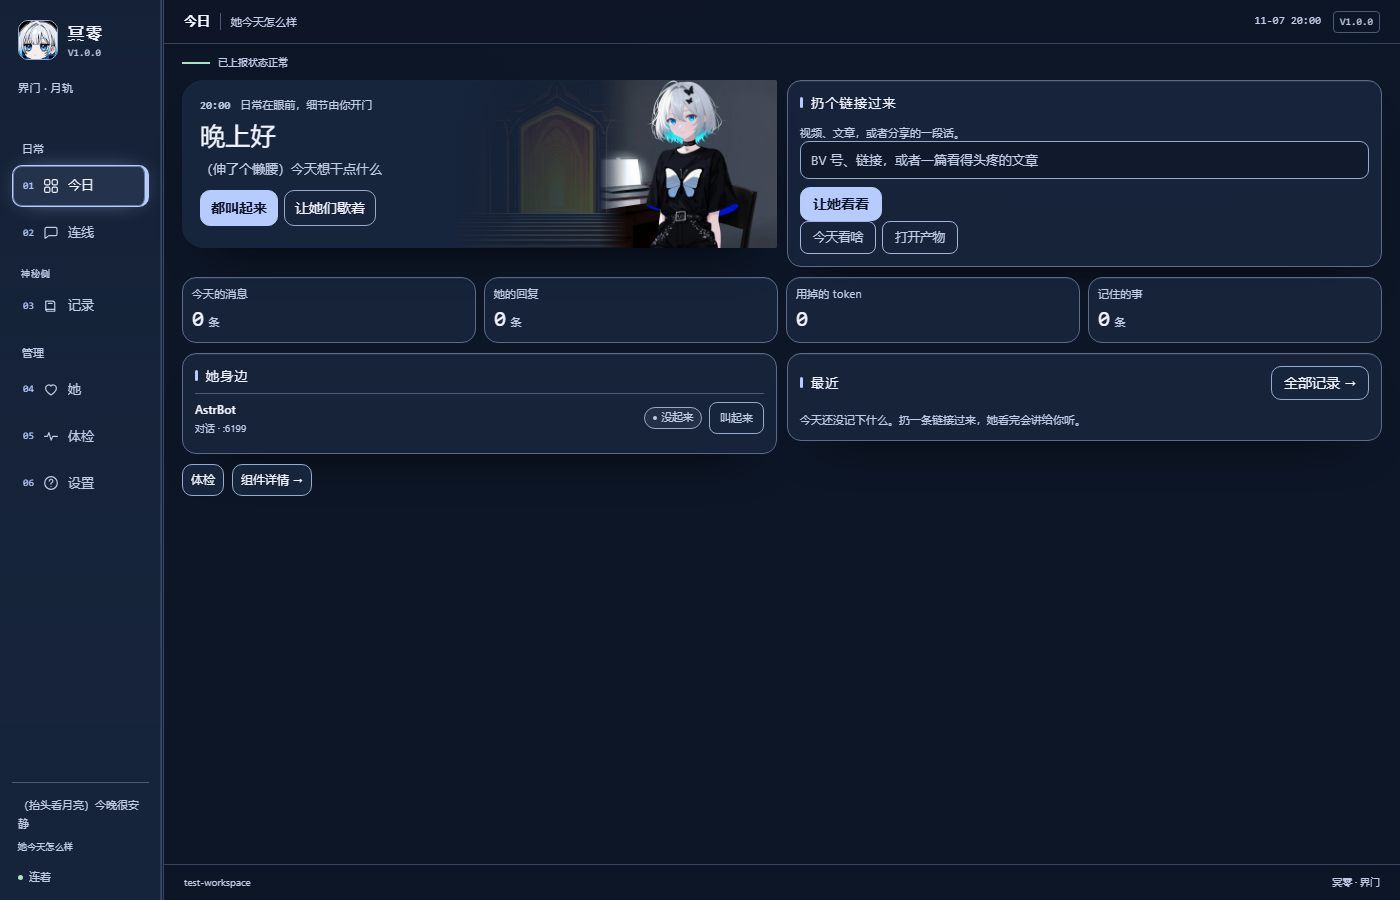 冥零
V1.0.0
界门 · 月轨
日常
01 今日
02 连线
神秘侧
03 记录
管理
04 她
05 体检
06 设置
（抬头看月亮）今晚很安
静
她今天怎么样
连着
今日 她今天怎么样
11-07 20:00 V1.0.0
已上报状态正常
20:00 日常在眼前，细节由你开门
晚上好
（伸了个懒腰）今天想干点什么
都叫起来 让她们歇着
扔个链接过来
视频、文章，或者分享的一段话。
BV 号、链接，或者一篇看得头疼的文章
让她看看
今天看啥 打开产物
今天的消息
0 条
她的回复
0 条
用掉的 token
0
记住的事
0 条
她身边
AstrBot
对话 · :6199
没起来 叫起来
最近
全部记录 →
今天还没记下什么。扔一条链接过来，她看完会讲给你听。
体检 组件详情 →
test-workspace
冥零 · 界门